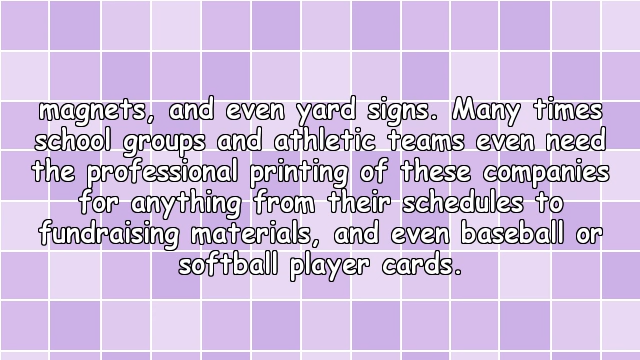 magnets, and even yard signs. Many times
school groups and athletic teams even need
the professional printing of these companies
for anything from their schedules to
fundraising materials, and even baseball or
softball player cards.